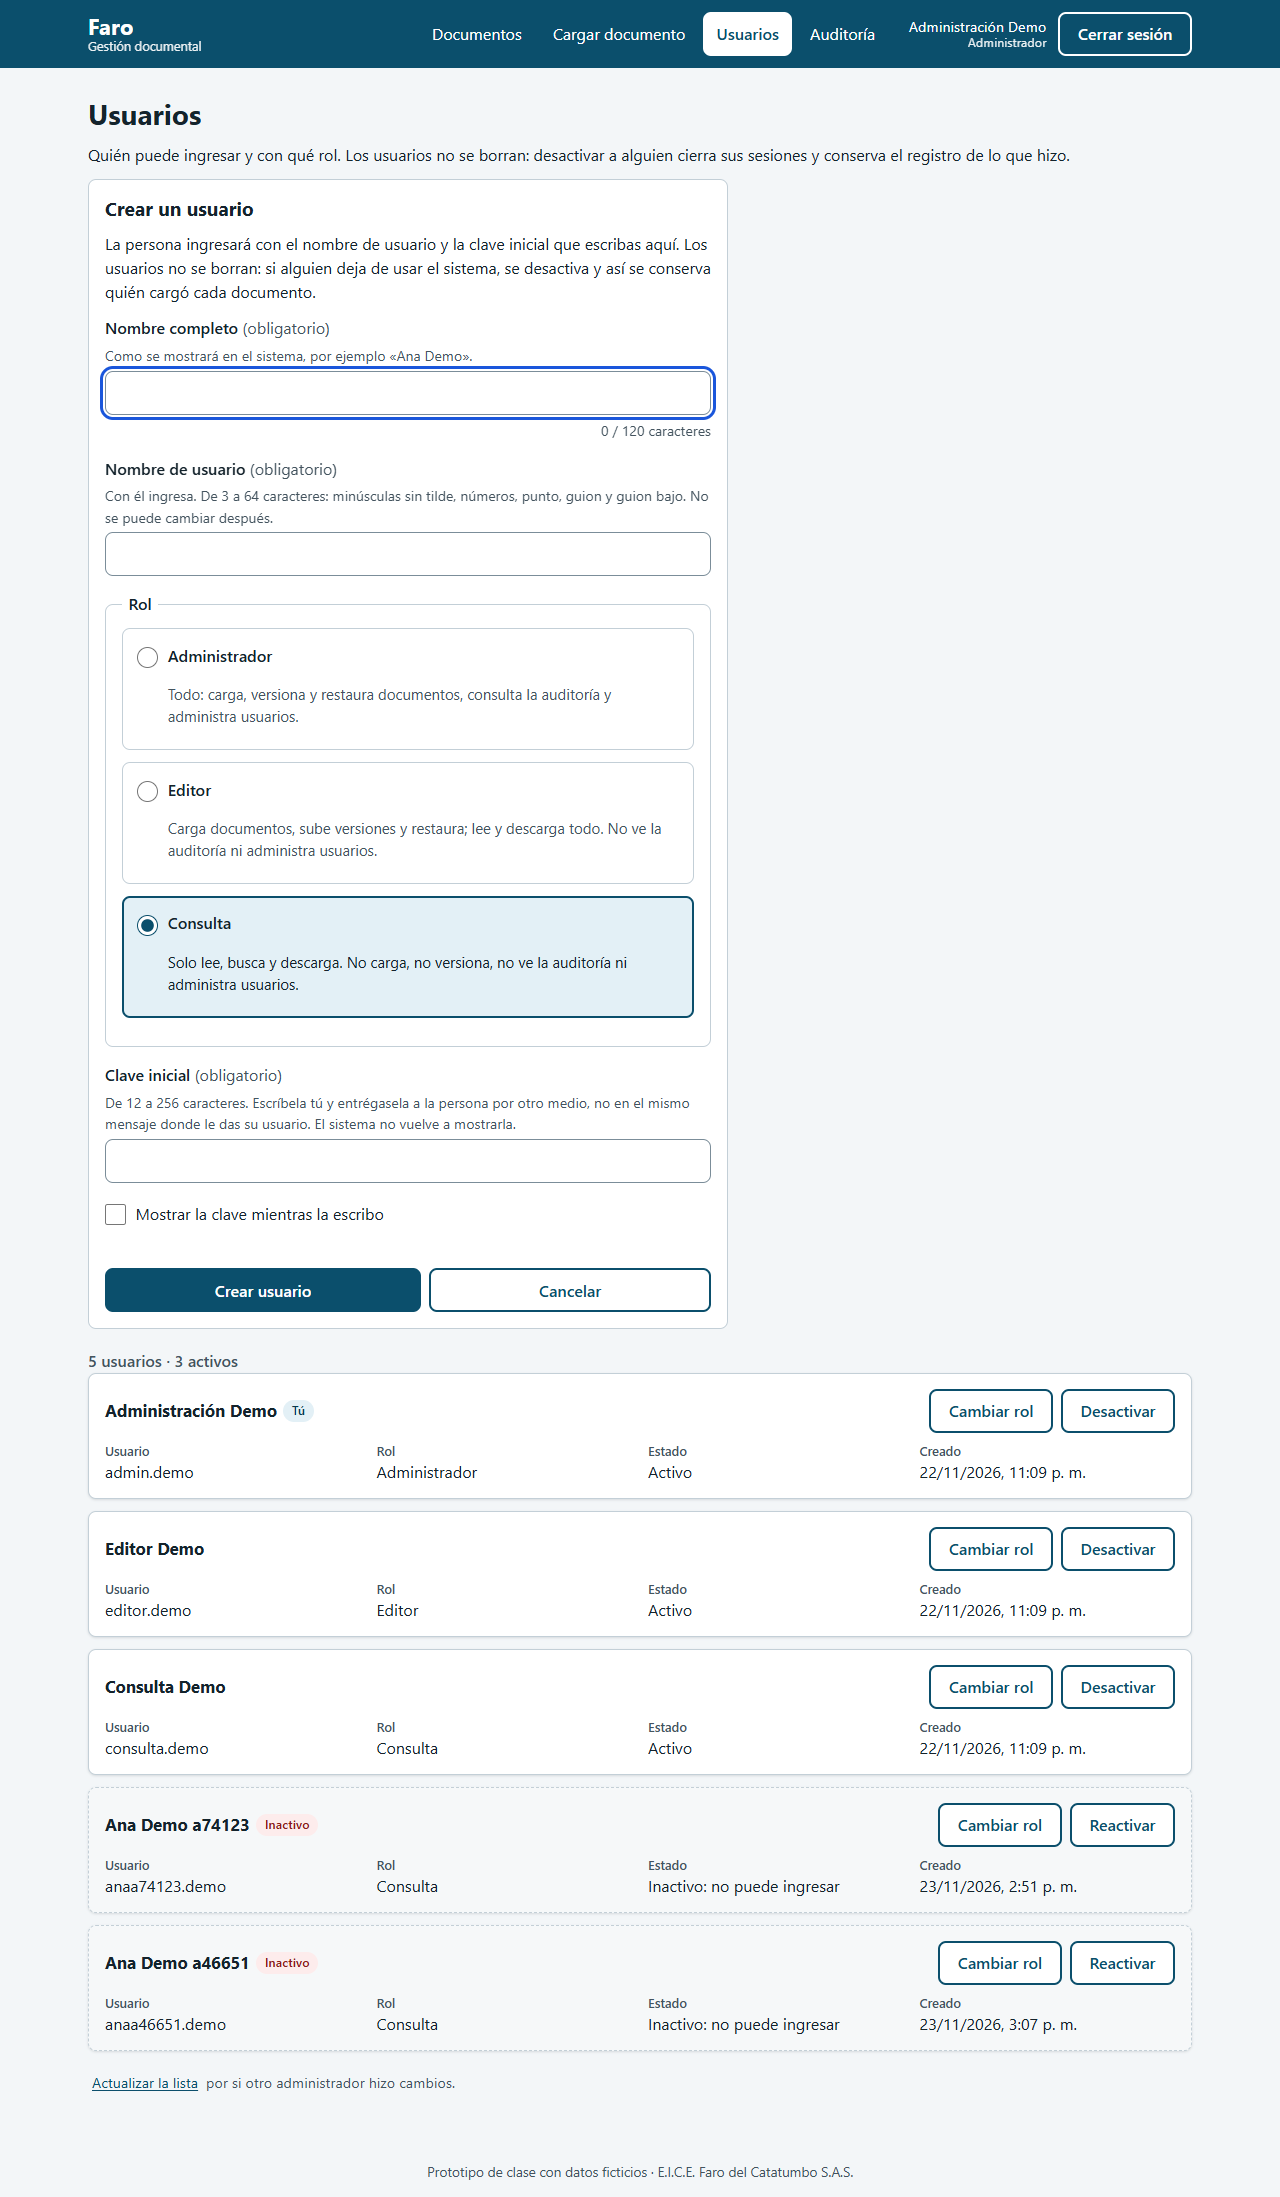 Faro
Gestión documental
Documentos
Cargar documento
Usuarios
Auditoría
Administración Demo
Administrador
Cerrar sesión
Usuarios
Quién puede ingresar y con qué rol. Los usuarios no se borran: desactivar a alguien cierra sus sesiones y conserva el registro de lo que hizo.
Crear un usuario
La persona ingresará con el nombre de usuario y la clave inicial que escribas aquí. Los
usuarios no se borran: si alguien deja de usar el sistema, se desactiva y así se conserva
quién cargó cada documento.
Nombre completo (obligatorio)
Como se mostrará en el sistema, por ejemplo «Ana Demo».
0 / 120 caracteres
Nombre de usuario (obligatorio)
Con él ingresa. De 3 a 64 caracteres: minúsculas sin tilde, números, punto, guion y guion bajo. No
se puede cambiar después.
Rol
Administrador
Todo: carga, versiona y restaura documentos, consulta la auditoría y
administra usuarios.
Editor
Carga documentos, sube versiones y restaura; lee y descarga todo. No ve la
auditoría ni administra usuarios.
Consulta
Solo lee, busca y descarga. No carga, no versiona, no ve la auditoría ni
administra usuarios.
Clave inicial (obligatorio)
De 12 a 256 caracteres. Escríbela tú y entrégasela a la persona por otro medio, no en el mismo
mensaje donde le das su usuario. El sistema no vuelve a mostrarla.
Mostrar la clave mientras la escribo
Crear usuario
Cancelar
5 usuarios · 3 activos
Administración Demo Tú
Cambiar rol
Desactivar
Usuario Rol Estado Creado
admin.demo Administrador Activo 22/11/2026, 11:09 p. m.
Editor Demo
Cambiar rol
Desactivar
Usuario Rol Estado Creado
editor.demo Editor Activo 22/11/2026, 11:09 p. m.
Consulta Demo
Cambiar rol
Desactivar
Usuario Rol Estado Creado
consulta.demo Consulta Activo 22/11/2026, 11:09 p. m.
Ana Demo a74123 Inactivo
Cambiar rol
Reactivar
Usuario Rol Estado Creado
anaa74123.demo Consulta Inactivo: no puede ingresar 23/11/2026, 2:51 p. m.
Ana Demo a46651 Inactivo
Cambiar rol
Reactivar
Usuario Rol Estado Creado
anaa46651.demo Consulta Inactivo: no puede ingresar 23/11/2026, 3:07 p. m.
Actualizar la lista por si otro administrador hizo cambios.
Prototipo de clase con datos ficticios · E.I.C.E. Faro del Catatumbo S.A.S.